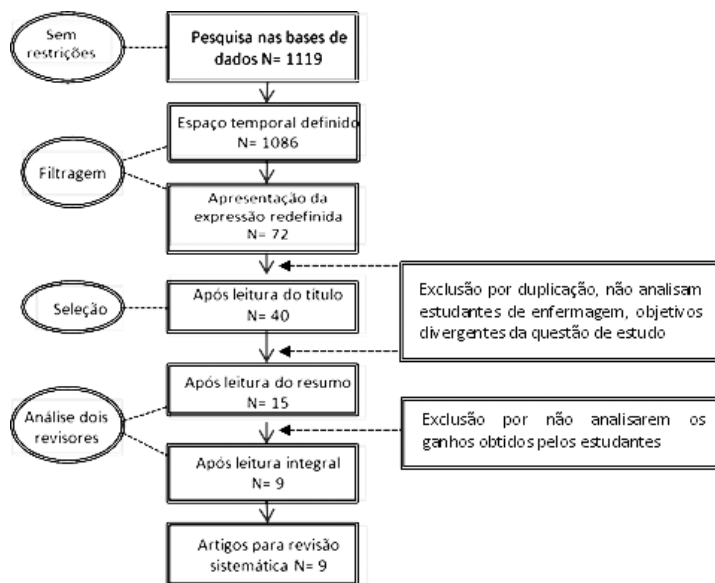 Sem
restrições
Pesquisa nas bases de
dados N= 1119
Espaço temporal definido
N= 1086
Filtragem
Apresentação da
expressão redefinida
N= 72
Exclusão por duplicação, não analisam
estudantes de enfermagem, objetivos
divergentes da questão de estudo
Seleção
Após leitura do título
N= 40
Após leitura do resumo
N= 15
Análise dois
revisores
Exclusão por não analisarem os
ganhos obtidos pelos estudantes
Após leitura integral
N= 9
Artigos para revisão
sistemática N= 9